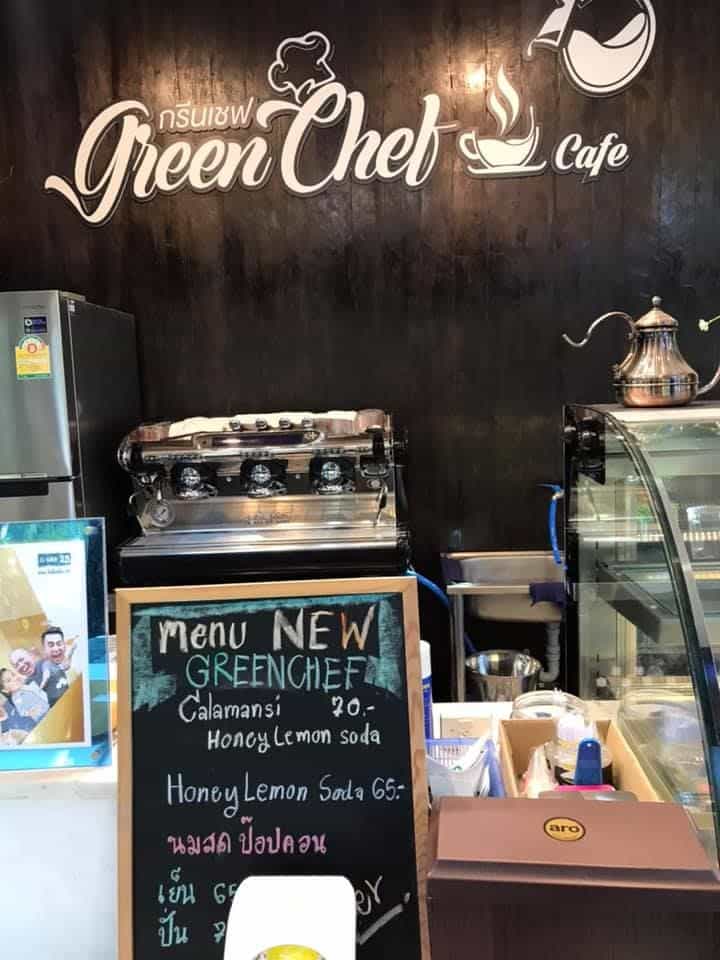 กรีนเชฟ
Green Chef Cafe
menu NEW
GREENCHEF
Calamansi 70.-
Honey Lemon soda
Honey Lemon Soda 65.-
นมสด ป๊อปคอน
เย็น 65
ปั่น
aro